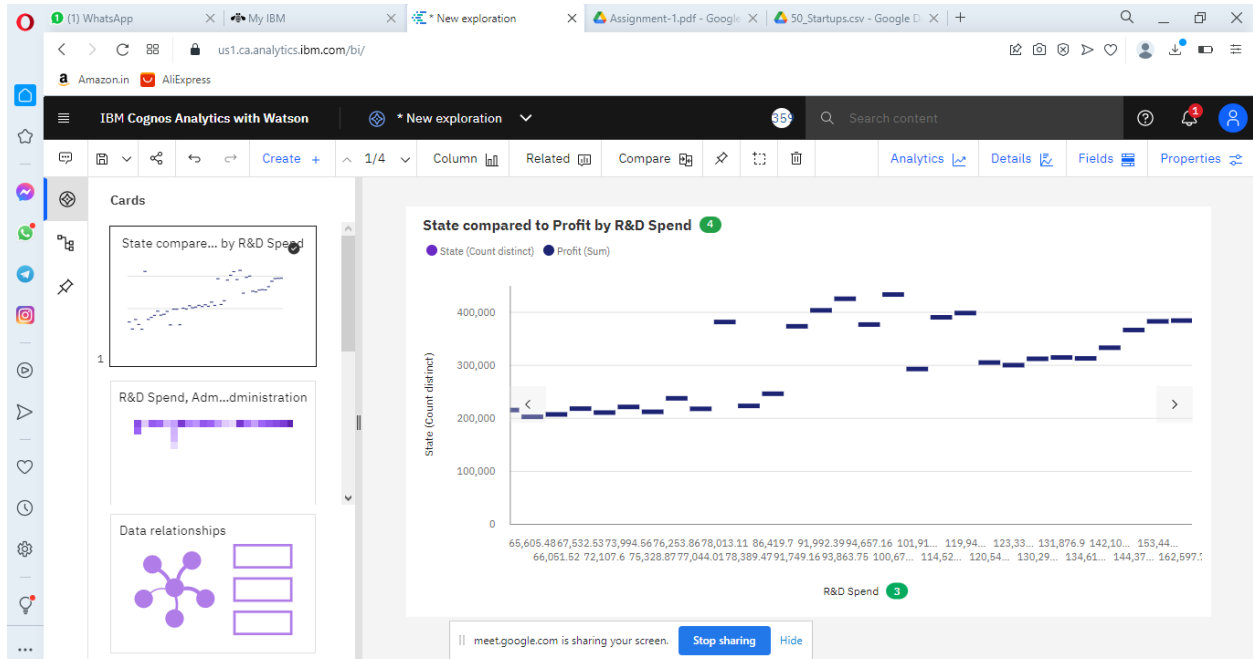 (1) WhatsApp
My IBM
* New exploration
Assignment-1.pdf - Google
50_Startups.csv - Google D
us1.ca.analytics.ibm.com/bi/
Amazon.in
AliExpress
IBM Cognos Analytics with Watson
* New exploration
359
Search content
1
Create +
1/4
Column
Related
Compare
Analytics
Details
Fields
Properties
Cards
State compare... by R&D Spend
1
R&D Spend, Adm...dministration
Data relationships
State compared to Profit by R&D Spend 4
State (Count distinct)
Profit (Sum)
State (Count distinct)
400,000
300,000
200,000
100,000
0
65,605.48 67,532.53 73,994.56 76,253.86 78,013.11 86,419.7 91,992.39 94,657.16 101,91... 119,94... 123,33... 131,876.9 142,10... 153,44...
66,051.52 72,107.6 75,328.87 77,044.01 78,389.47 91,749.16 93,863.75 100,67... 114,52... 120,54... 130,29... 134,61... 144,37... 162,597.7
R&D Spend 3
meet.google.com is sharing your screen.
Stop sharing
Hide